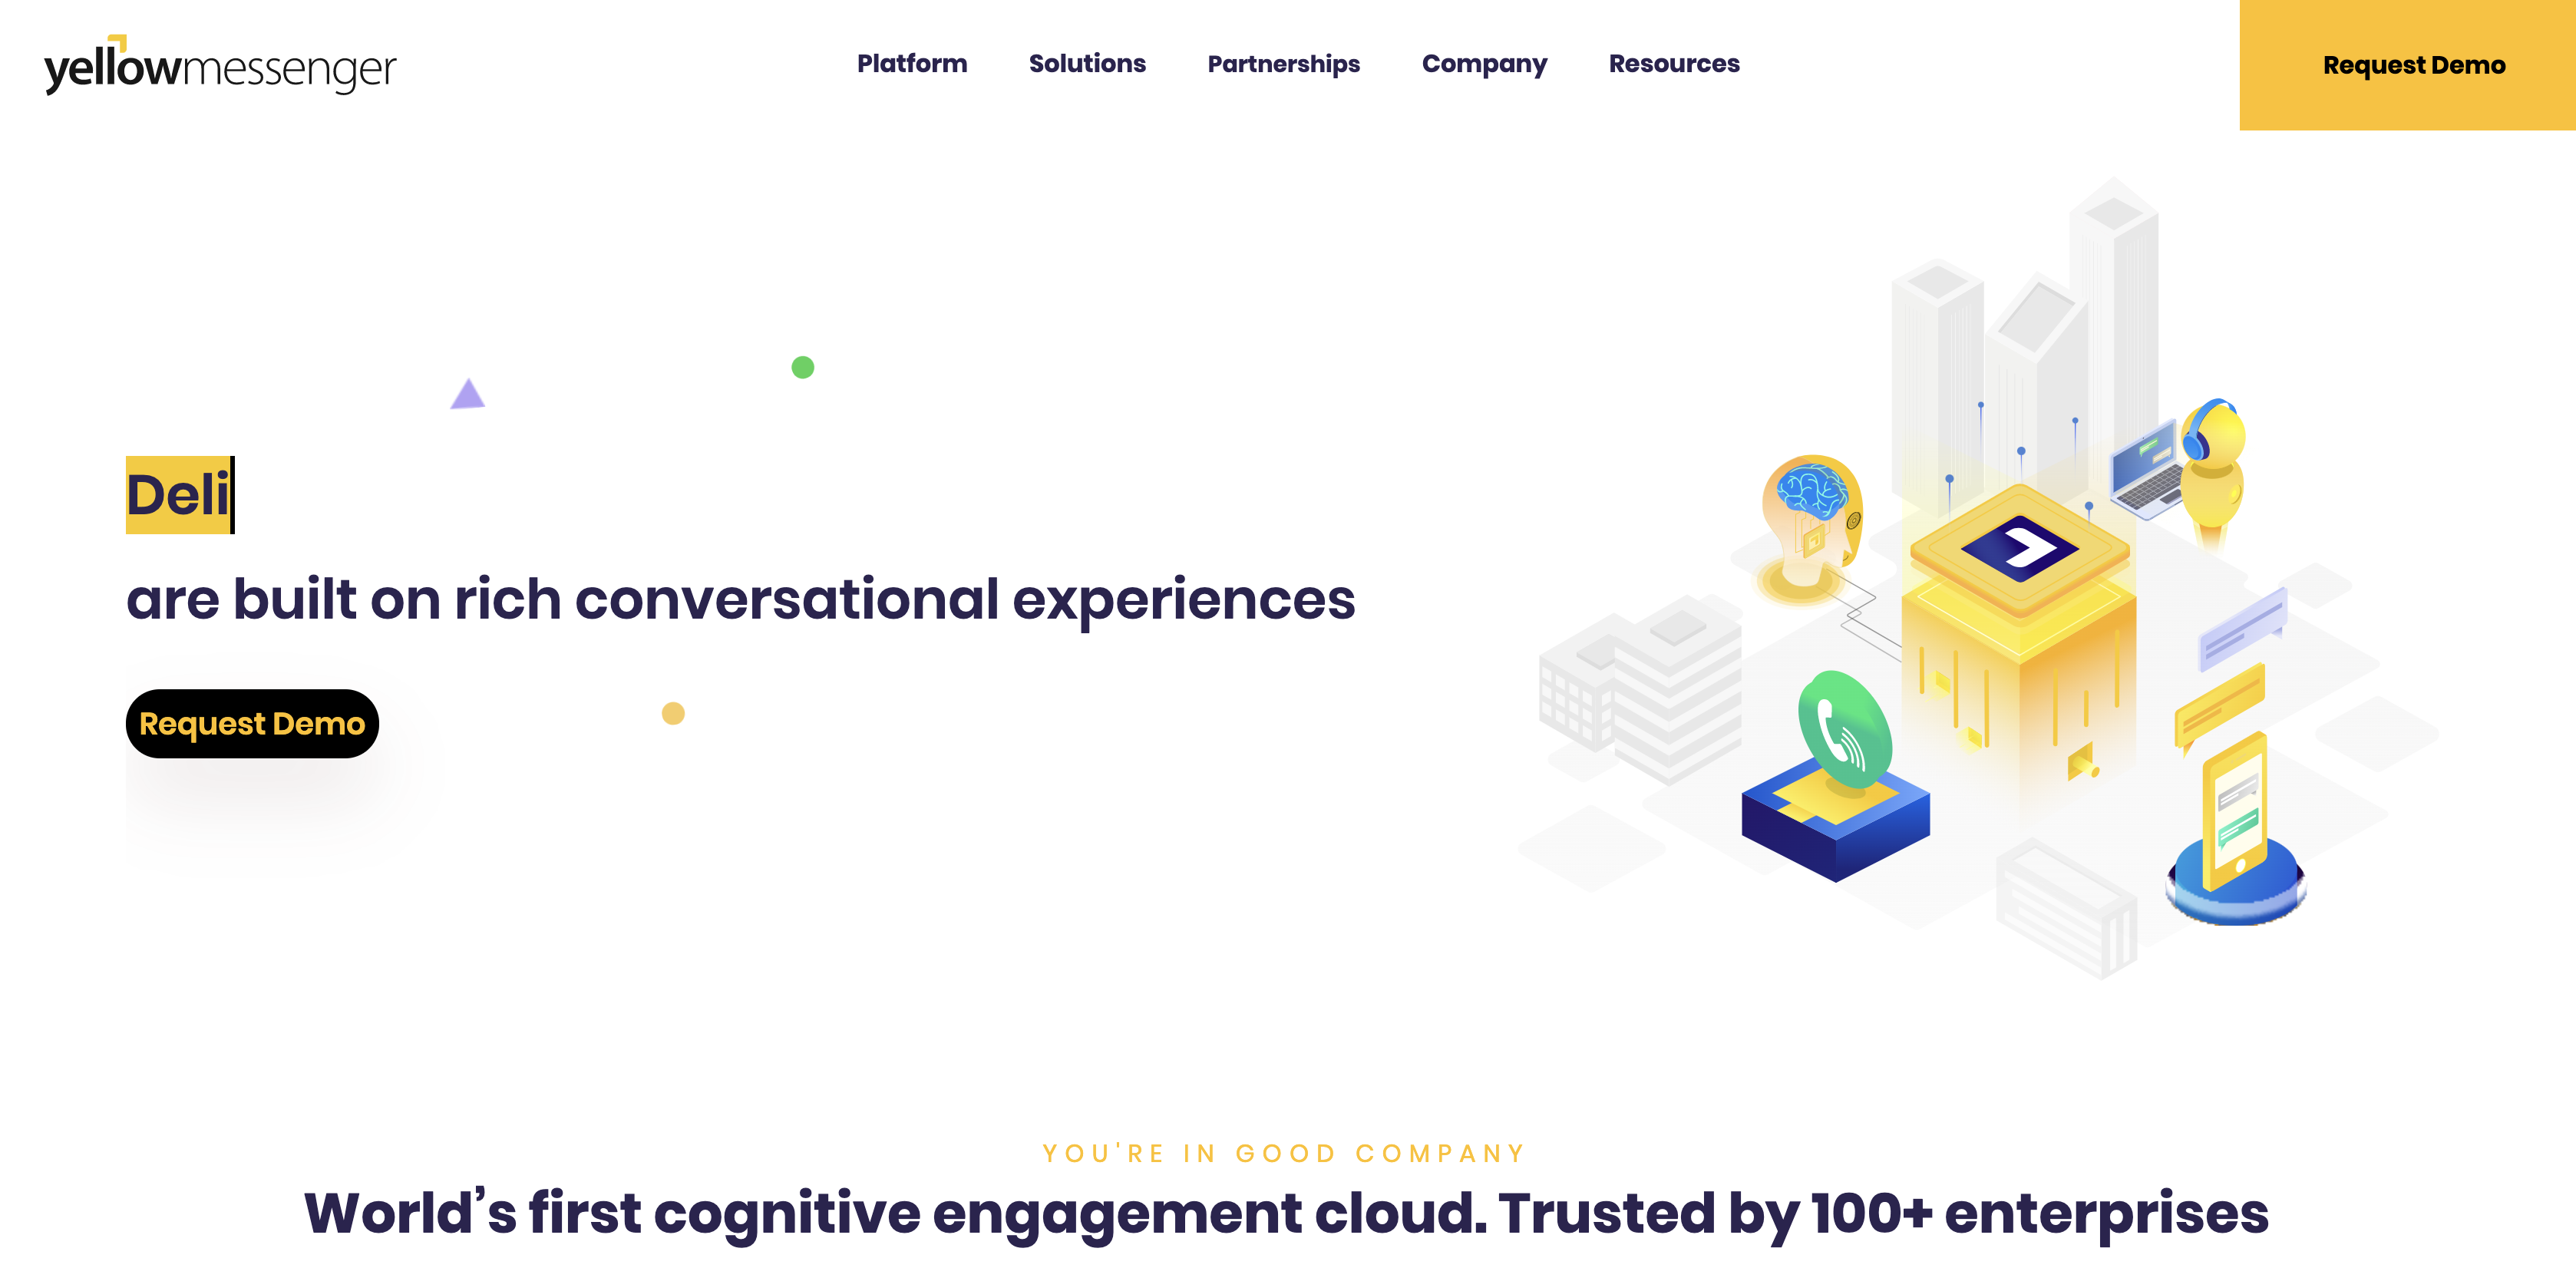 yellowmessenger
Platform
Solutions
Partnerships
Company
Resources
Request Demo
Deli
are built on rich conversational experiences
Request Demo
YOU'RE IN GOOD COMPANY
World’s first cognitive engagement cloud. Trusted by 100+ enterprises